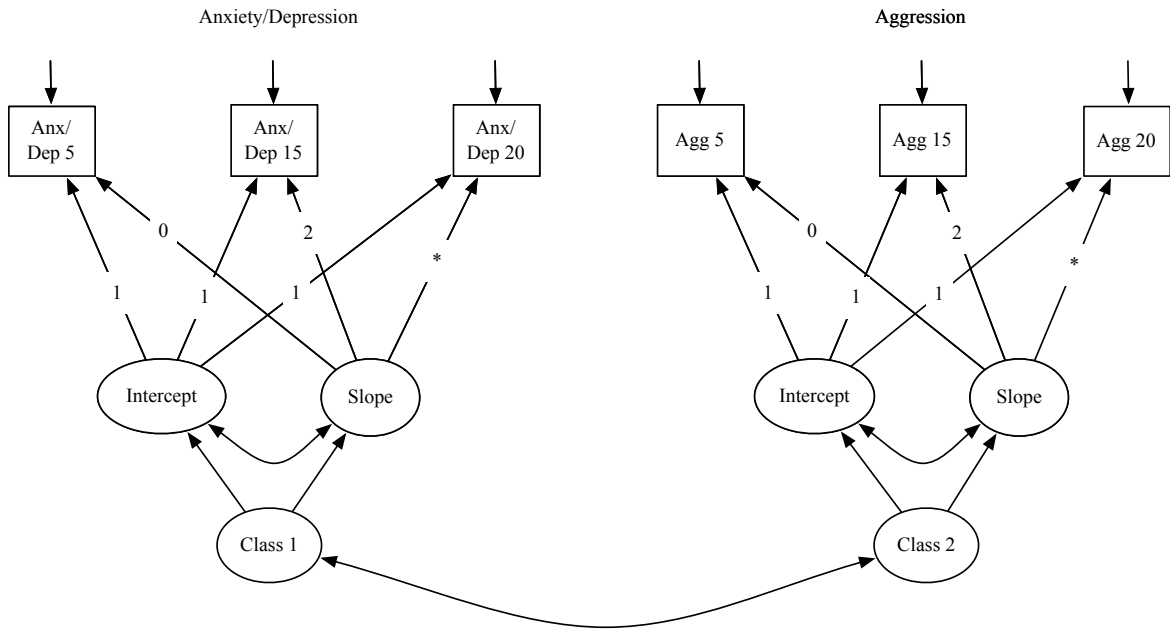 Anxiety/Depression
Aggression
Anx/
Dep 5
Anx/
Dep 15
Anx/
Dep 20
Agg 5
Agg 15
Agg 20
0
2
*
1
1
1
0
2
*
1
1
1
Intercept
Slope
Intercept
Slope
Class 1
Class 2